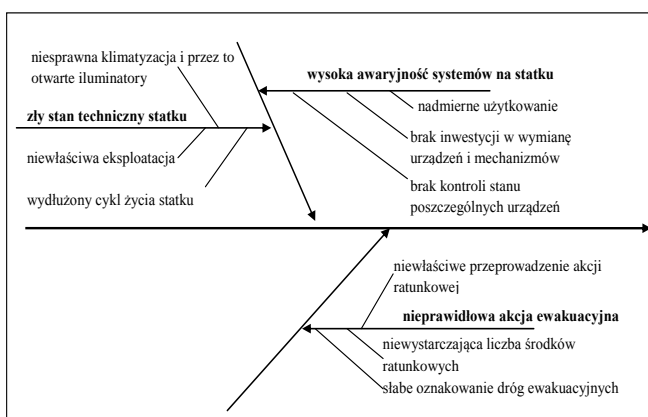 niesprawna klimatyzacja i przez to
otwarte iluminatory
zły stan techniczny statku
niewłaściwa eksploatacja
wydłużony cykl życia statku
wysoka awaryjność systemów na statku
nadmierne użytkowanie
brak inwestycji w wymianę
urządzeń i mechanizmów
brak kontroli stanu
poszczególnych urządzeń
niewłaściwe przeprowadzenie akcji
ratunkowej
nieprawidłowa akcja ewakuacyjna
niewystarczająca liczba środków
ratunkowych
słabe oznakowanie dróg ewakuacyjnych